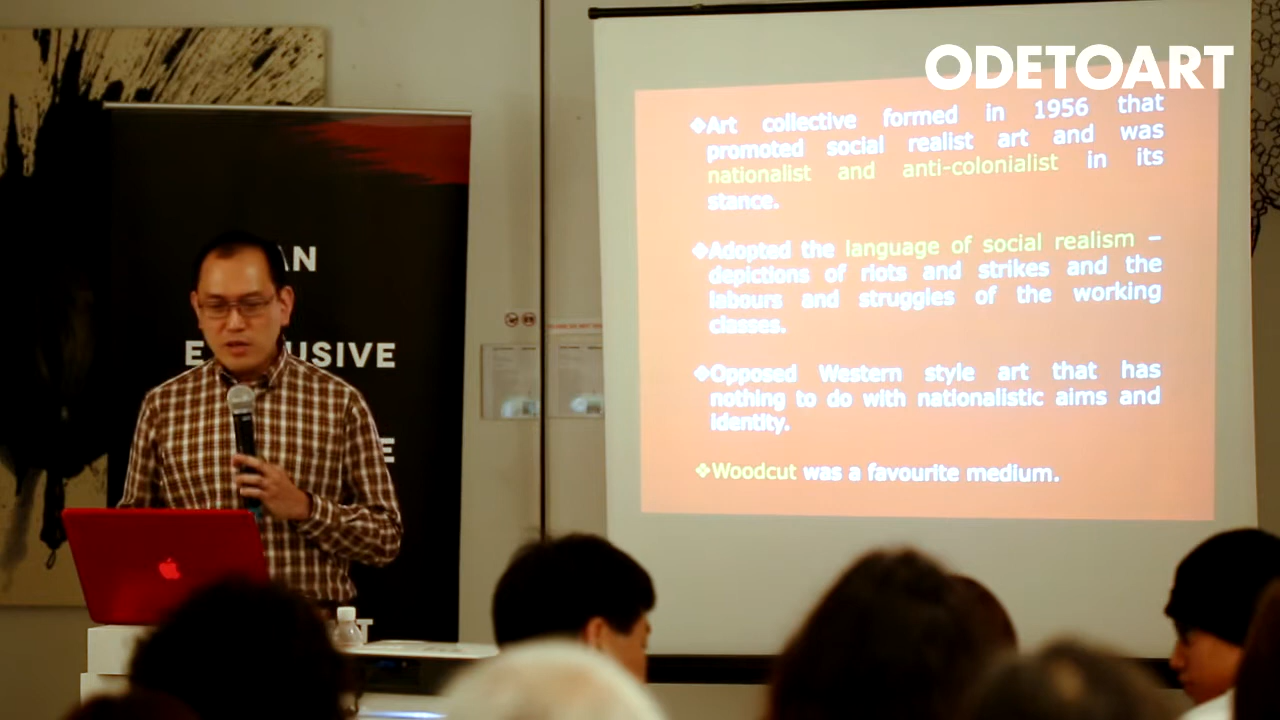 ODETOART
❖Art collective formed in 1956 that
promoted social realist art and was
nationalist and anti-colonialist in its
stance.
❖Adopted the language of social realism –
depictions of riots and strikes and the
labours and struggles of the working
classes.
❖Opposed Western style art that has
nothing to do with nationalistic aims and
identity.
❖Woodcut was a favourite medium.